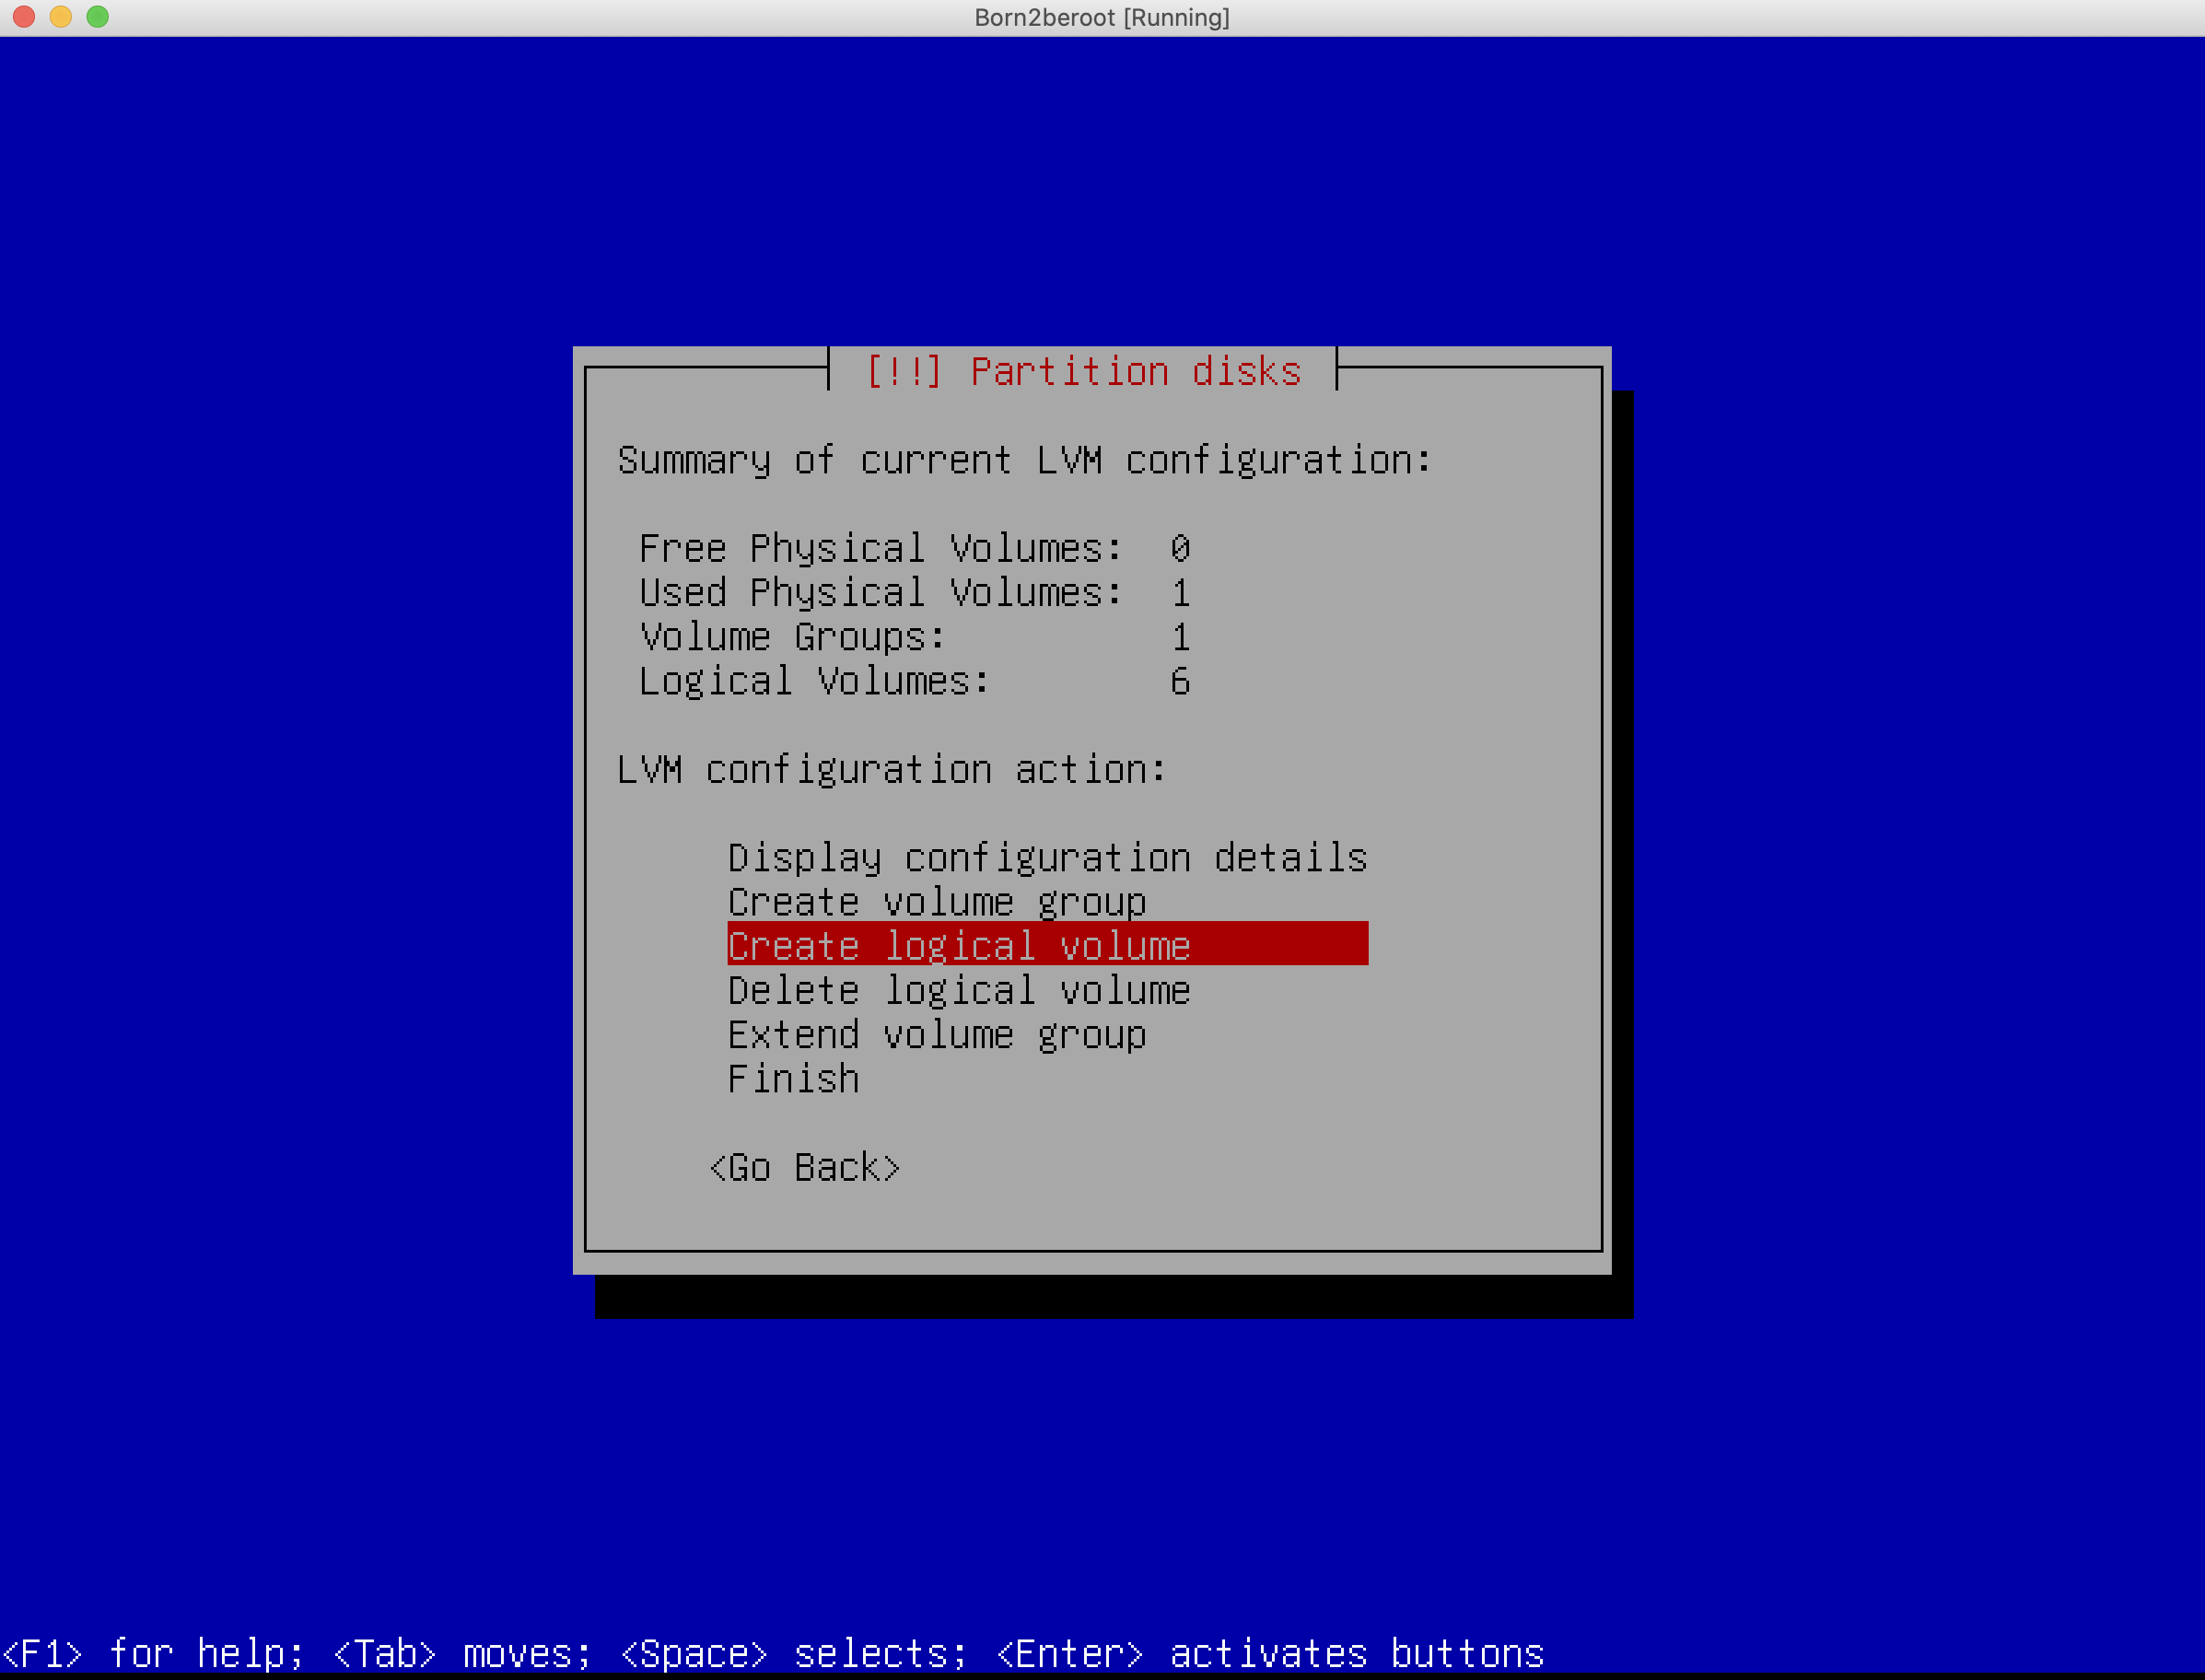 Born2beroot [Running]
[!!] Partition disks
Summary of current LVM configuration:
Free Physical Volumes: 0
Used Physical Volumes: 1
Volume Groups: 1
Logical Volumes: 6
LVM configuration action:
Display configuration details
Create volume group
Create logical volume
Delete logical volume
Extend volume group
Finish
<Go Back>
<F1> for help; <Tab> moves; <Space> selects; <Enter> activates buttons